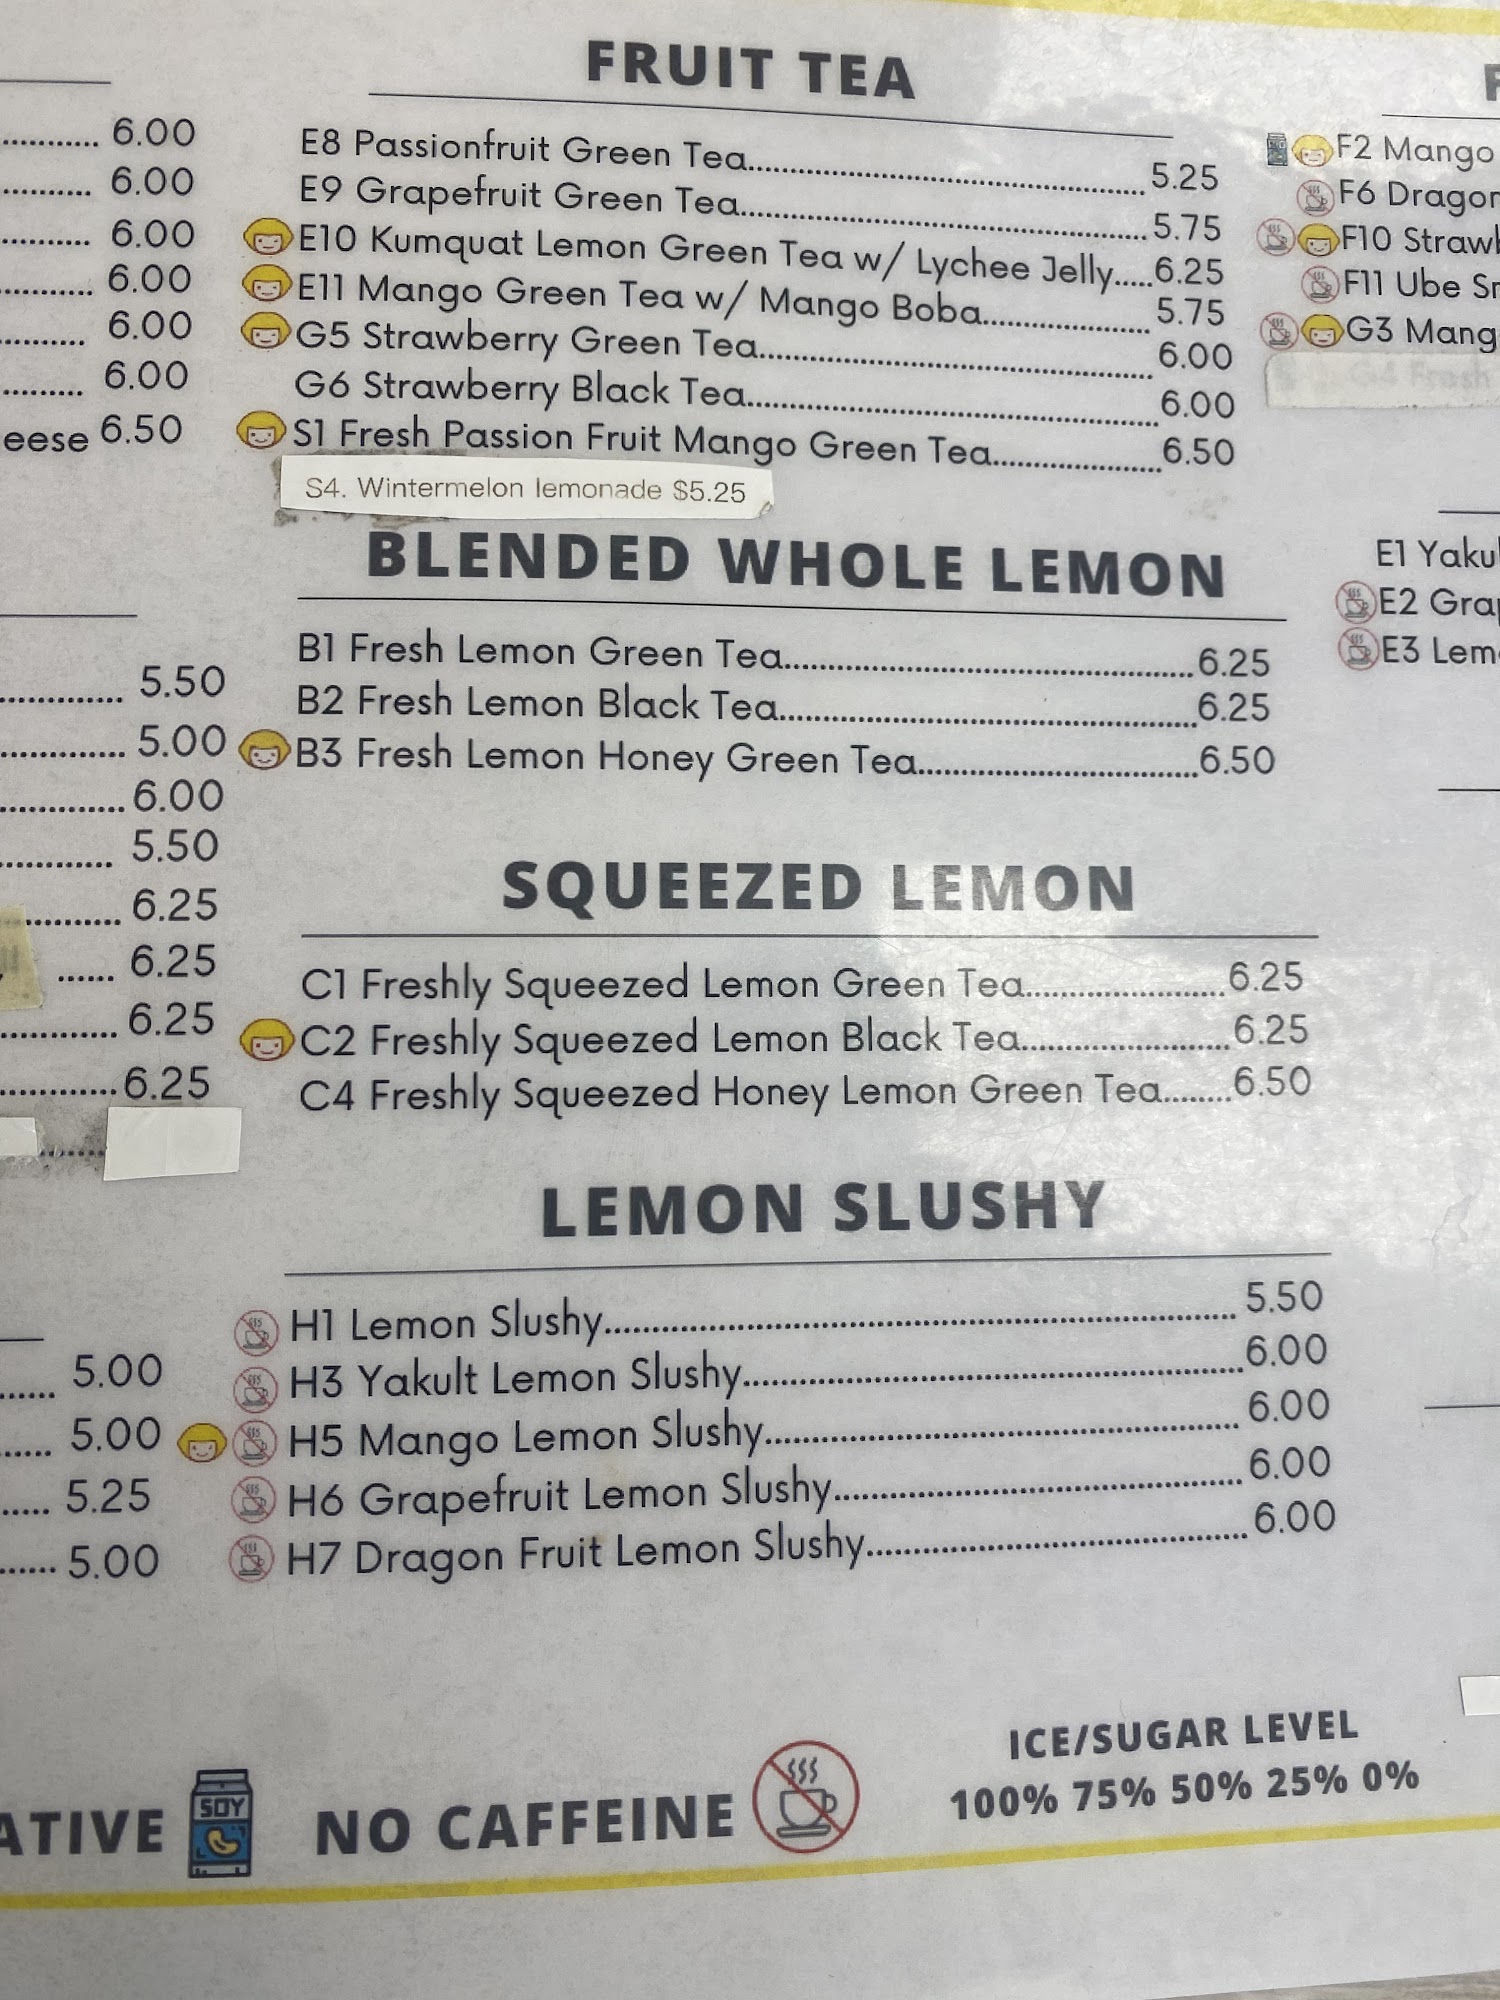 6.00
6.00
6.00
6.00
6.00
6.00
eese 6.50
5.50
5.00
6.00
5.50
6.25
6.25
6.25
6.25
5.00
5.00
5.25
5.00
FRUIT TEA
E8 Passionfruit Green Tea 5.25
E9 Grapefruit Green Tea 5.75
E10 Kumquat Lemon Green Tea w/ Lychee Jelly 6.25
E11 Mango Green Tea w/ Mango Boba 5.75
G5 Strawberry Green Tea 6.00
G6 Strawberry Black Tea 6.00
S1 Fresh Passion Fruit Mango Green Tea 6.50
S4. Wintermelon lemonade $5.25
BLENDED WHOLE LEMON
B1 Fresh Lemon Green Tea 6.25
B2 Fresh Lemon Black Tea 6.25
B3 Fresh Lemon Honey Green Tea 6.50
SQUEEZED LEMON
C1 Freshly Squeezed Lemon Green Tea 6.25
C2 Freshly Squeezed Lemon Black Tea 6.25
C4 Freshly Squeezed Honey Lemon Green Tea 6.50
LEMON SLUSHY
H1 Lemon Slushy 5.50
H3 Yakult Lemon Slushy 6.00
H5 Mango Lemon Slushy 6.00
H6 Grapefruit Lemon Slushy 6.00
H7 Dragon Fruit Lemon Slushy 6.00
F
F2 Mango
F6 Dragon
F10 Strawb
F11 Ube Sm
G3 Mang
G4 Fresh
E1 Yakul
E2 Grap
E3 Lem
ATIVE SOY NO CAFFEINE
ICE/SUGAR LEVEL
100% 75% 50% 25% 0%